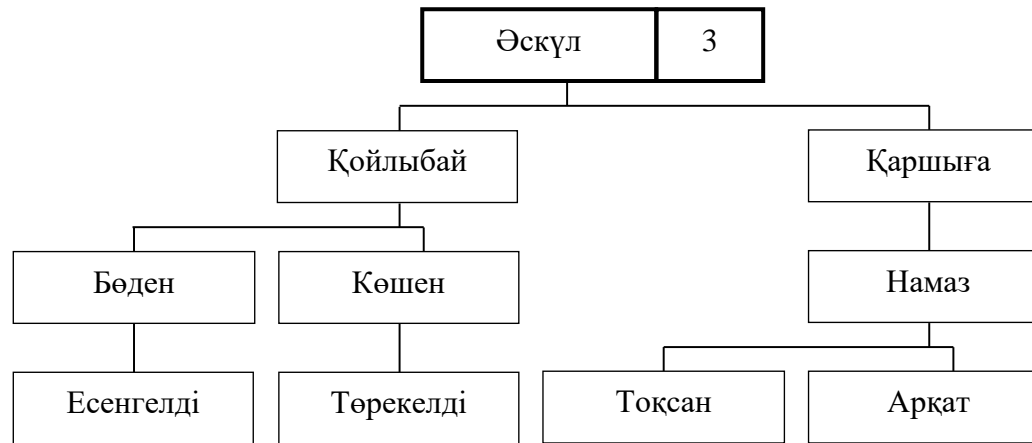 Әскүл 3
Қойлыбай Қаршыға
Бөден Көшен Намаз
Есенгелді Төрекелді Тоқсан Арқат